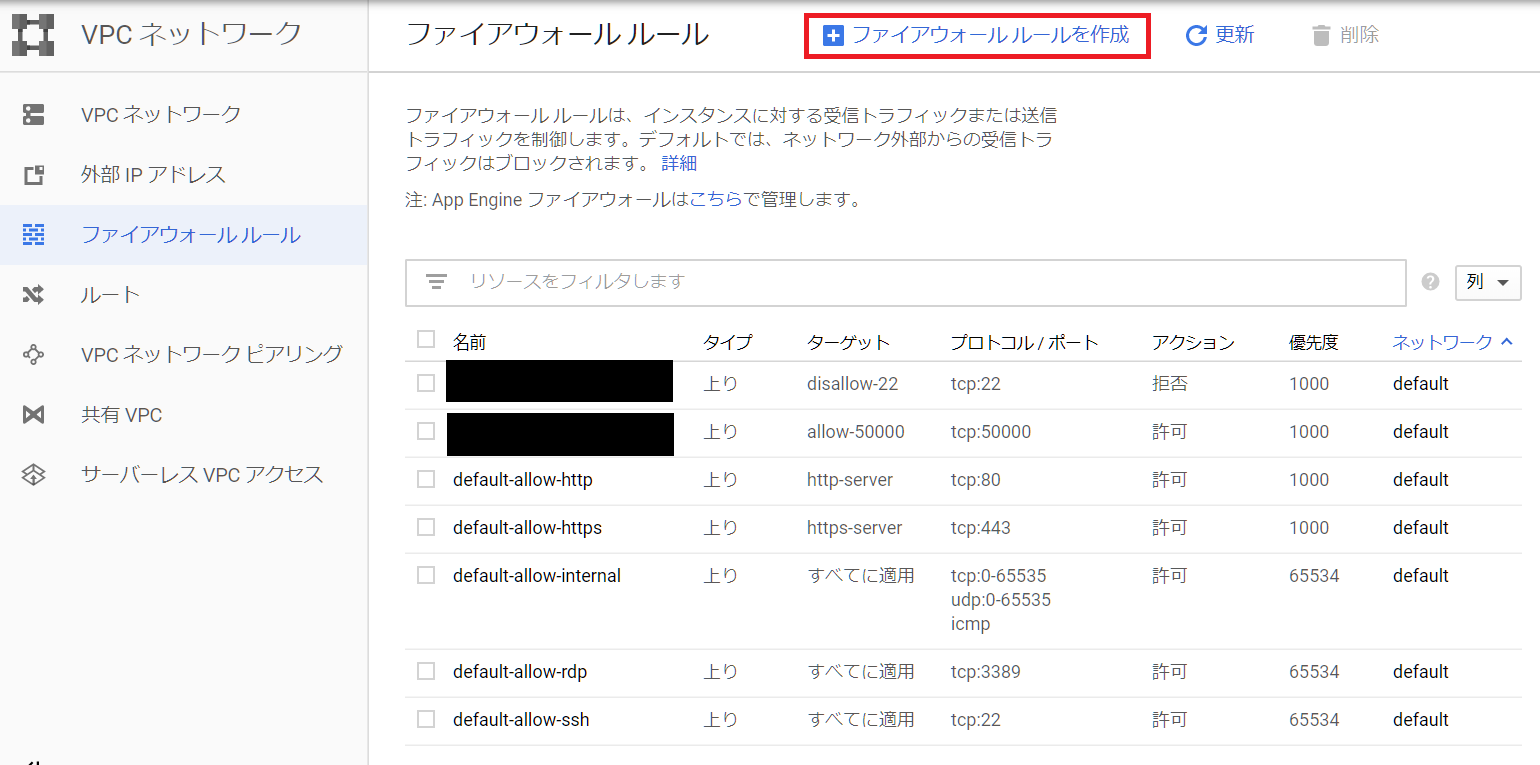 VPC ネットワーク
ファイアウォール ルール
ファイアウォール ルールを作成
更新
削除
VPC ネットワーク
外部 IP アドレス
ファイアウォール ルール
ルート
VPC ネットワーク ピアリング
共有 VPC
サーバーレス VPC アクセス
ファイアウォール ルールは、インスタンスに対する受信トラフィックまたは送信
トラフィックを制御します。デフォルトでは、ネットワーク外部からの受信トラ
フィックはブロックされます。 詳細
注: App Engine ファイアウォールはこちらで管理します。
リソースをフィルタします
列
名前 タイプ ターゲット プロトコル / ポート アクション 優先度 ネットワーク
上り disallow-22 tcp:22 拒否 1000 default
上り allow-50000 tcp:50000 許可 1000 default
default-allow-http 上り http-server tcp:80 許可 1000 default
default-allow-https 上り https-server tcp:443 許可 1000 default
default-allow-internal 上り すべてに適用 tcp:0-65535 許可 65534 default
udp:0-65535
icmp
default-allow-rdp 上り すべてに適用 tcp:3389 許可 65534 default
default-allow-ssh 上り すべてに適用 tcp:22 許可 65534 default